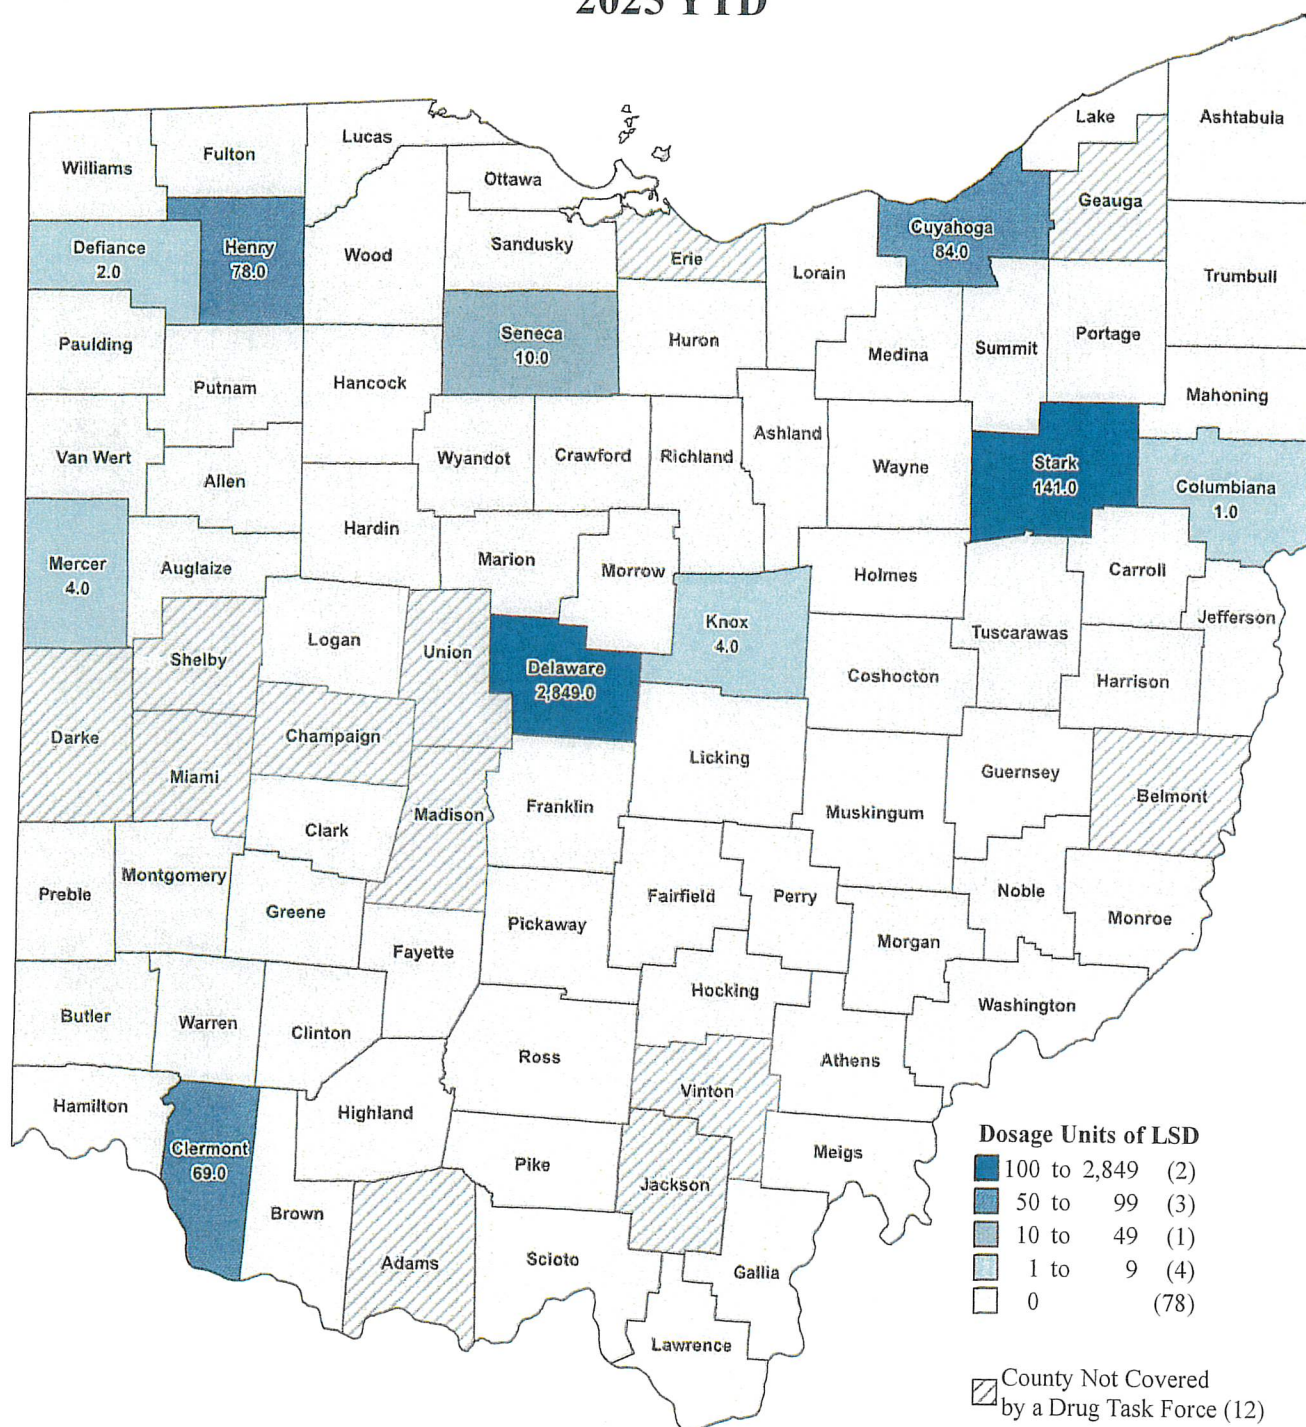 2025 YTD
Lake
Ashtabula
Lucas
Fulton
Williams
Ottawa
Geauga
Cuyahoga
84.0
Defiance
2.0
Henry
78.0
Wood
Sandusky
Erie
Lorain
Trumbull
Paulding
Seneca
10.0
Huron
Medina
Summit
Portage
Putnam
Hancock
Mahoning
Van Wert
Allen
Wyandot
Crawford
Richland
Ashland
Wayne
Stark
141.0
Columbiana
1.0
Mercer
4.0
Auglaize
Hardin
Marion
Morrow
Holmes
Carroll
Jefferson
Shelby
Logan
Union
Delaware
2,849.0
Knox
4.0
Coshocton
Tuscarawas
Harrison
Darke
Miami
Champaign
Licking
Guernsey
Belmont
Clark
Madison
Franklin
Muskingum
Preble
Montgomery
Greene
Fayette
Pickaway
Fairfield
Perry
Morgan
Noble
Monroe
Butler
Warren
Clinton
Ross
Hocking
Athens
Washington
Hamilton
Clermont
69.0
Highland
Vinton
Meigs
Pike
Jackson
Brown
Adams
Scioto
Gallia
Lawrence
Dosage Units of LSD
100 to 2,849 (2)
50 to 99 (3)
10 to 49 (1)
1 to 9 (4)
0 (78)
County Not Covered
by a Drug Task Force (12)